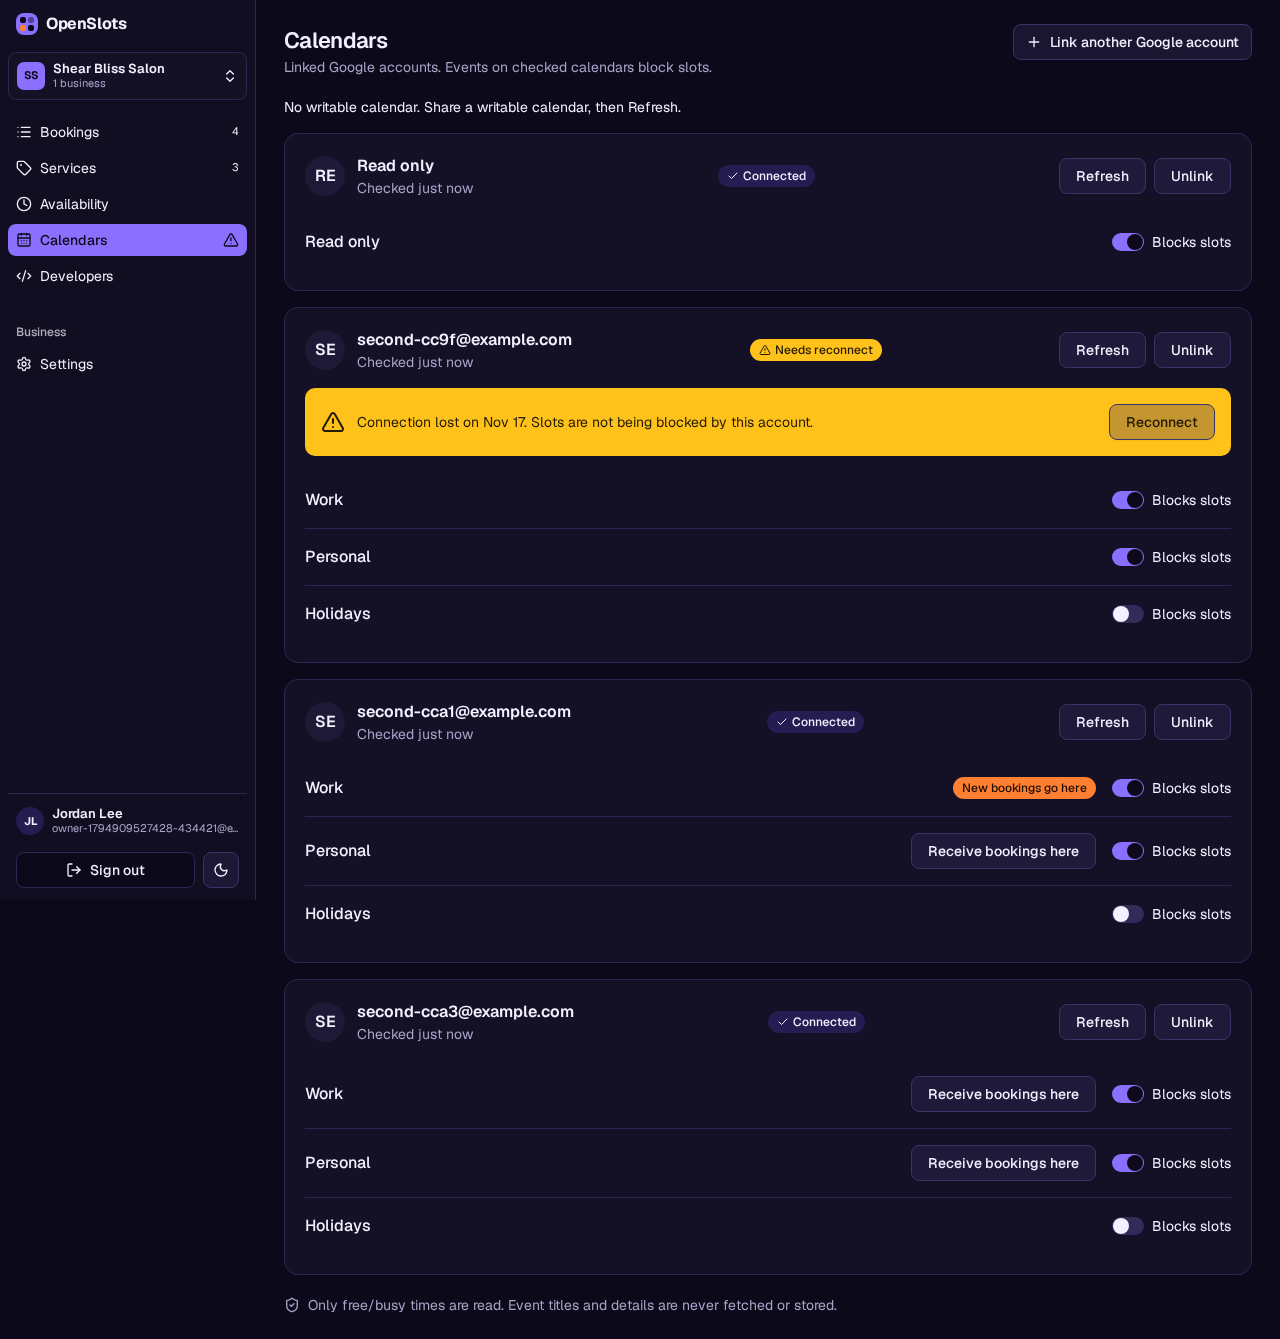 OpenSlots
SS
Shear Bliss Salon
1 business
Bookings 4
Services 3
Availability
Calendars
Developers
Business
Settings
JL
Jordan Lee
owner-1794909527428-434421@e…
Sign out
Calendars
Linked Google accounts. Events on checked calendars block slots.
Link another Google account
No writable calendar. Share a writable calendar, then Refresh.
RE
Read only
Checked just now
Connected
Refresh
Unlink
Read only
Blocks slots
SE
second-cc9f@example.com
Checked just now
Needs reconnect
Refresh
Unlink
Connection lost on Nov 17. Slots are not being blocked by this account.
Reconnect
Work
Blocks slots
Personal
Blocks slots
Holidays
Blocks slots
SE
second-cca1@example.com
Checked just now
Connected
Refresh
Unlink
Work
New bookings go here
Blocks slots
Personal
Receive bookings here
Blocks slots
Holidays
Blocks slots
SE
second-cca3@example.com
Checked just now
Connected
Refresh
Unlink
Work
Receive bookings here
Blocks slots
Personal
Receive bookings here
Blocks slots
Holidays
Blocks slots
Only free/busy times are read. Event titles and details are never fetched or stored.